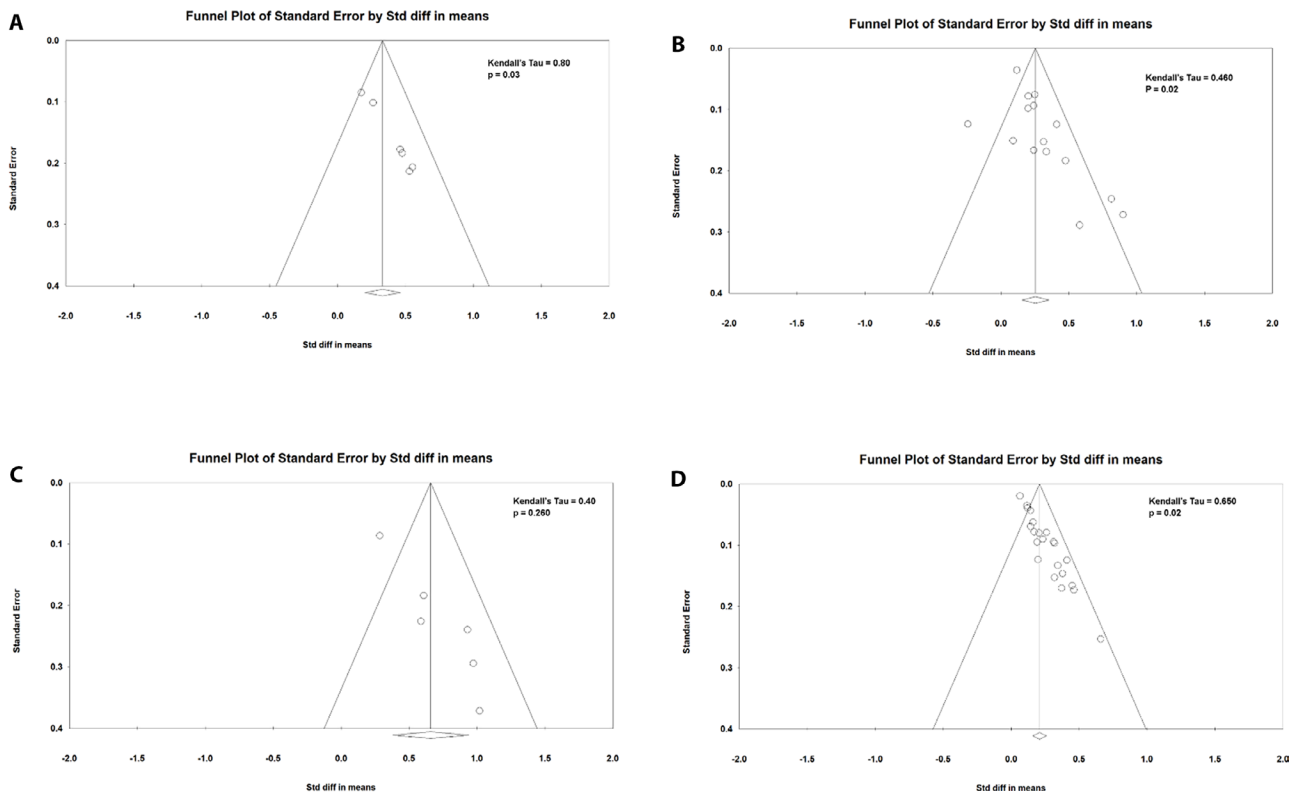 A
Funnel Plot of Standard Error by Std diff in means
Kendall's Tau = 0.80
p = 0.03
0.0
0.1
0.2
0.3
0.4
Standard Error
-2.0 -1.5 -1.0 -0.5 0.0 0.5 1.0 1.5 2.0
Std diff in means
B
Funnel Plot of Standard Error by Std diff in means
Kendall's Tau = 0.460
P = 0.02
0.0
0.1
0.2
0.3
0.4
Standard Error
-2.0 -1.5 -1.0 -0.5 0.0 0.5 1.0 1.5 2.0
Std diff in means
C
Funnel Plot of Standard Error by Std diff in means
Kendall's Tau = 0.40
p = 0.260
0.0
0.1
0.2
0.3
0.4
Standard Error
-2.0 -1.5 -1.0 -0.5 0.0 0.5 1.0 1.5 2.0
Std diff in means
D
Funnel Plot of Standard Error by Std diff in means
Kendall's Tau = 0.650
p = 0.02
0.0
0.1
0.2
0.3
0.4
Standard Error
-2.0 -1.5 -1.0 -0.5 0.0 0.5 1.0 1.5 2.0
Std diff in means